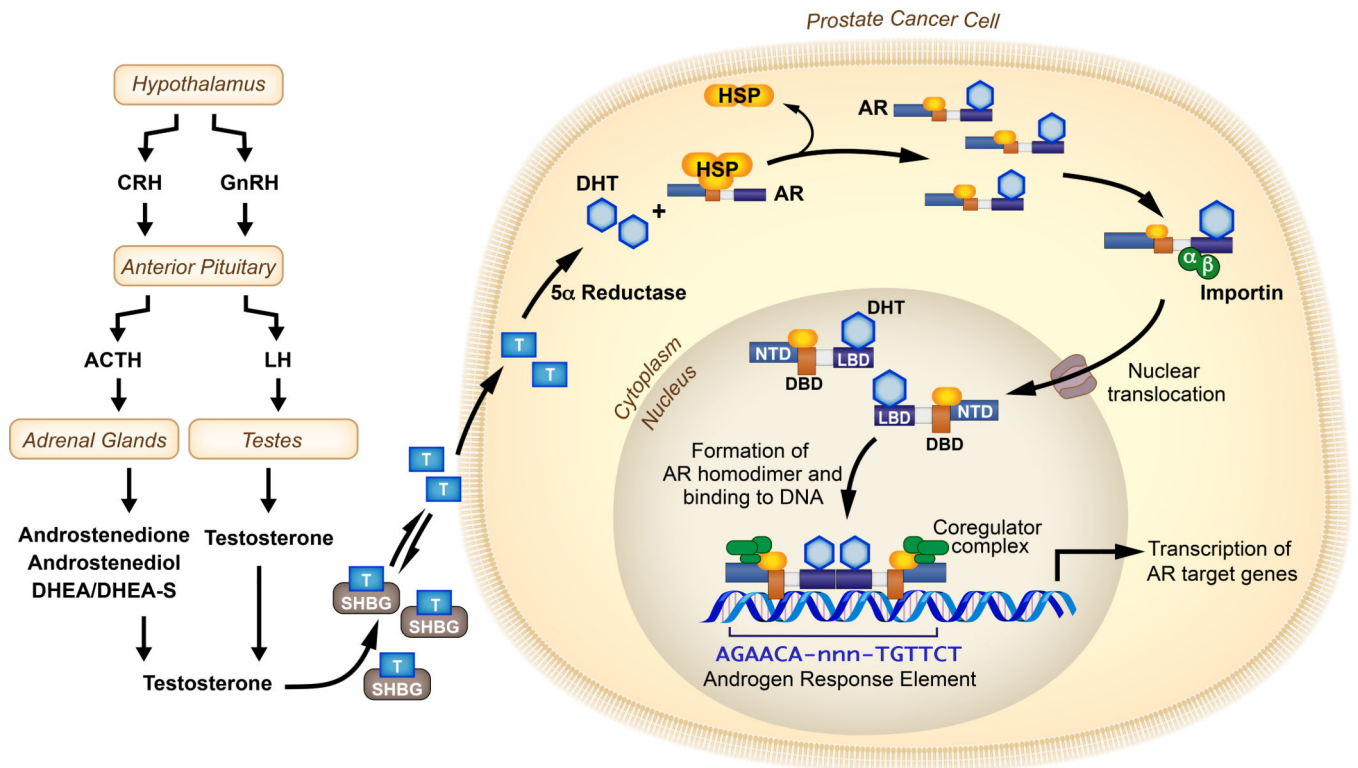 Prostate Cancer Cell
Hypothalamus
CRH
GnRH
Anterior Pituitary
ACTH
LH
Adrenal Glands
Testes
Androstenedione
Androstenediol
DHEA/DHEA-S
Testosterone
Testosterone
T
SHBG
T
SHBG
T
SHBG
T
T
T
T
5α Reductase
DHT
+
HSP
AR
HSP
AR
α
β
Importin
Nuclear
translocation
Cytoplasm
Nucleus
DHT
NTD
LBD
DBD
LBD
NTD
DBD
Formation of
AR homodimer and
binding to DNA
Coregulator
complex
Transcription of
AR target genes
AGAACA-nnn-TGTTCT
Androgen Response Element